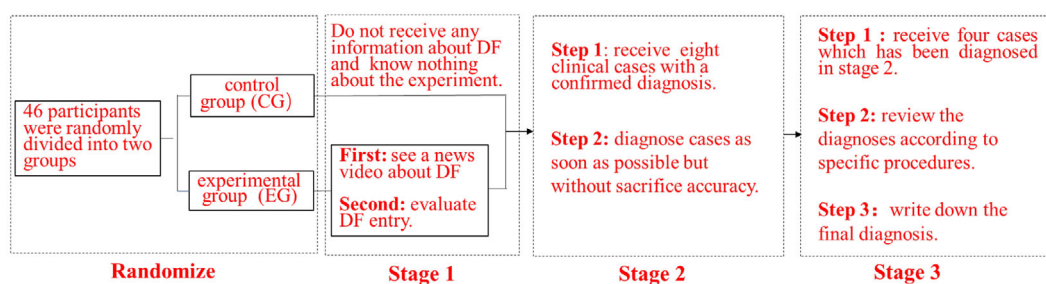 46 participants
were randomly
divided into two
groups
control
group (CG)
experimental
group (EG)
Randomize
Do not receive any
information about DF
and know nothing
about the experiment.
First: see a news
video about DF
Second: evaluate
DF entry.
Stage 1
Step 1: receive eight
clinical cases with a
confirmed diagnosis.
Step 2: diagnose cases as
soon as possible but
without sacrifice accuracy.
Stage 2
Step 1 : receive four cases
which has been diagnosed
in stage 2.
Step 2: review the
diagnoses according to
specific procedures.
Step 3: write down the
final diagnosis.
Stage 3